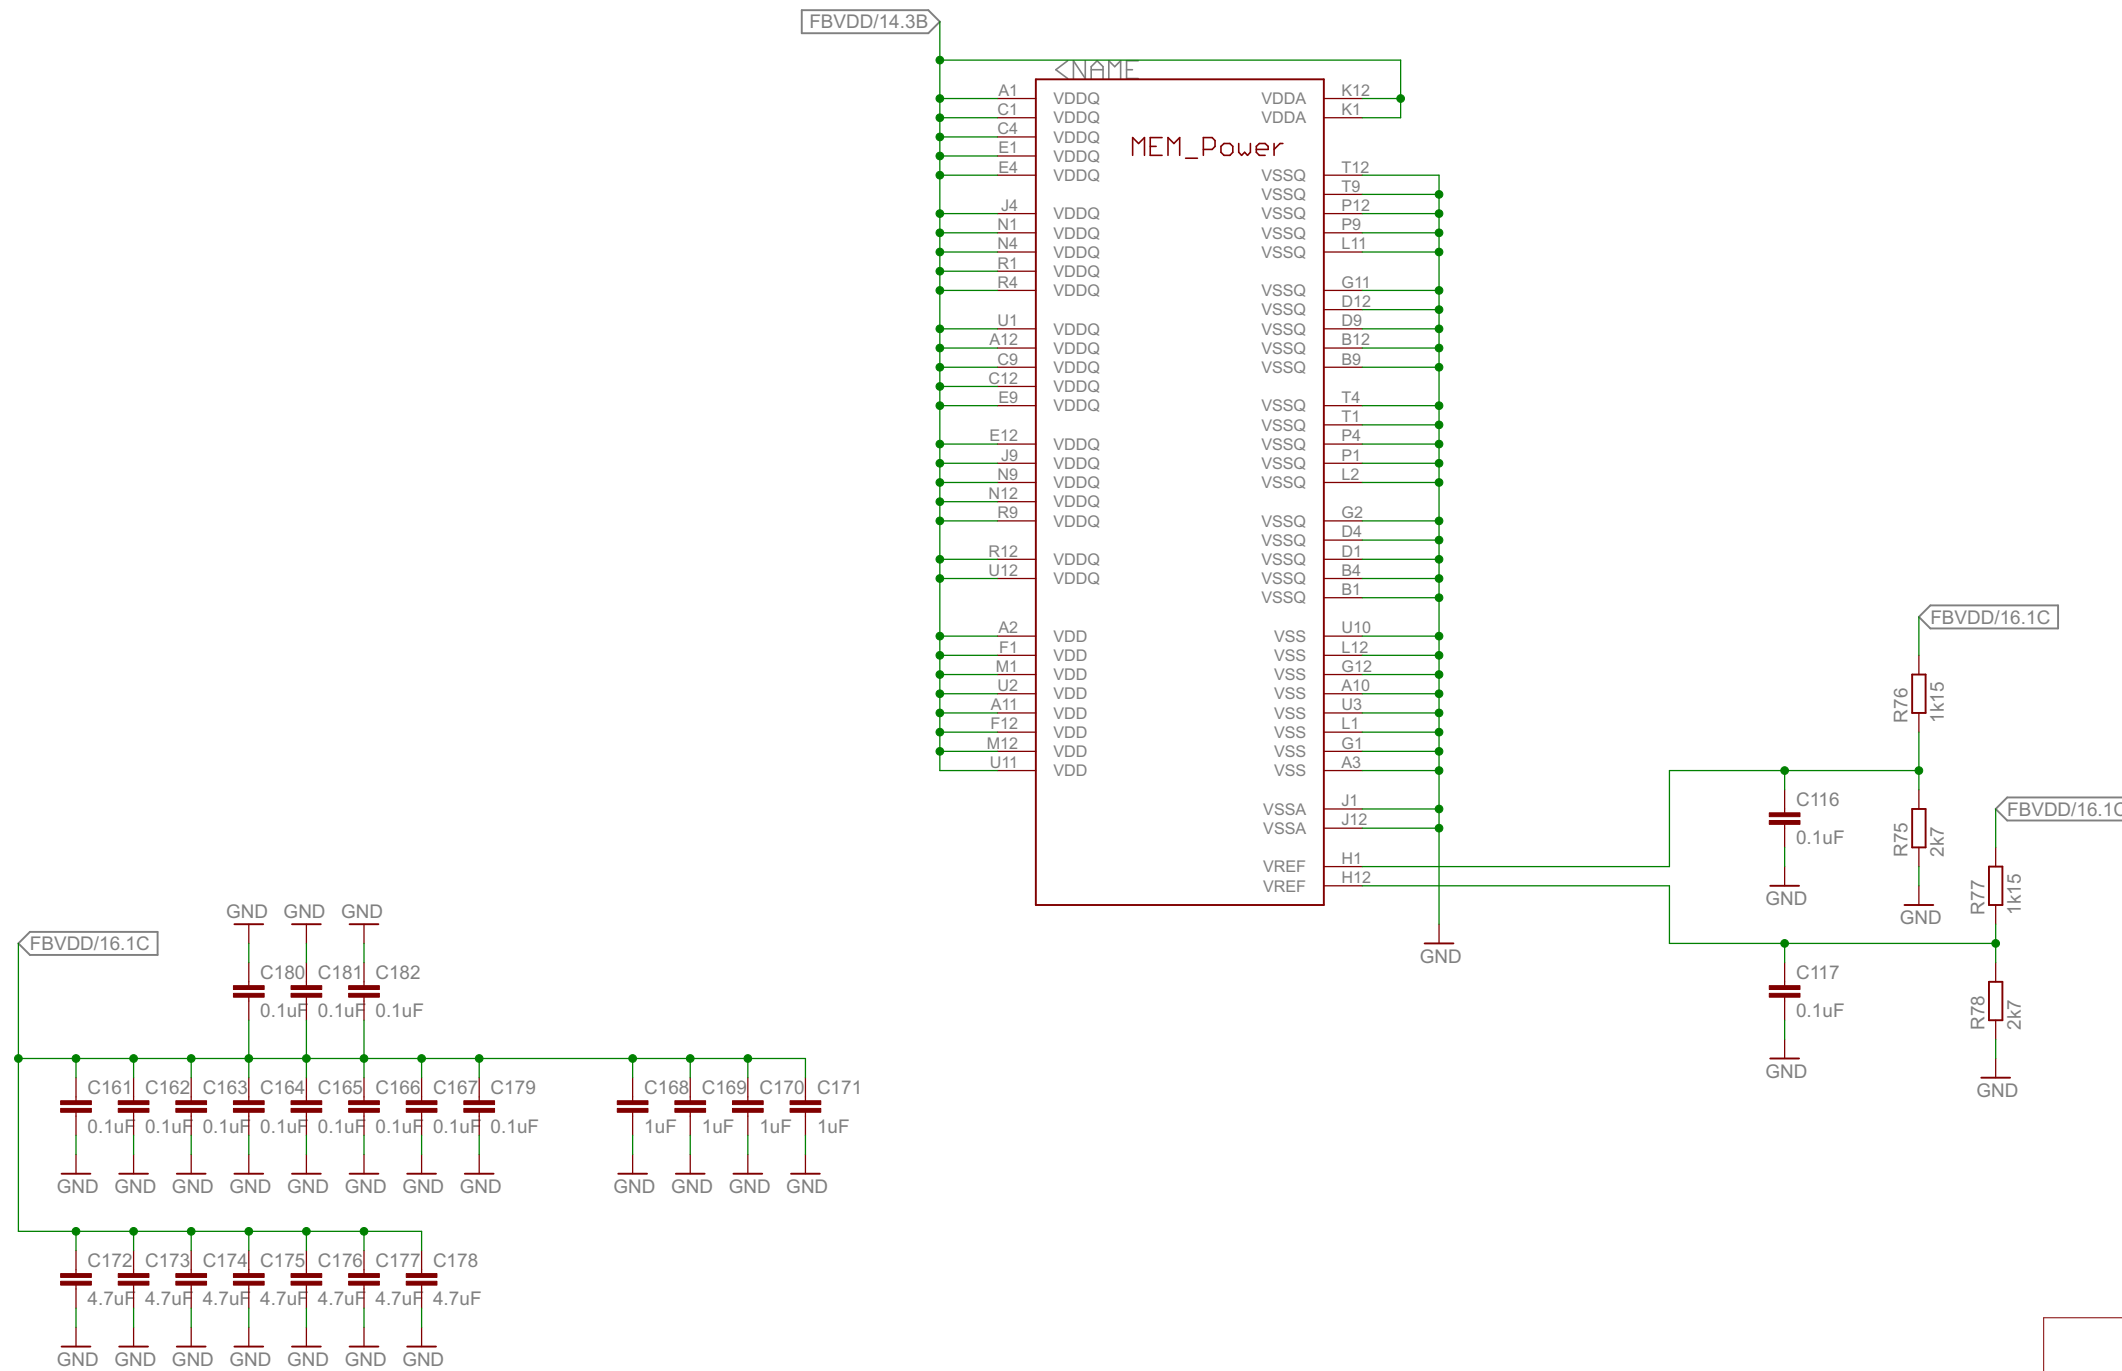 FBVDD/14.3B
<NAME
MEM_Power
A1 VDDQ VDDA K12
C1 VDDQ VDDA K1
C4 VDDQ
E1 VDDQ
E4 VDDQ VSSQ T12
VSSQ T9
J4 VDDQ VSSQ P12
N1 VDDQ VSSQ P9
N4 VDDQ VSSQ L11
R1 VDDQ
R4 VDDQ VSSQ G11
VSSQ D12
U1 VDDQ VSSQ D9
A12 VDDQ VSSQ B12
C9 VDDQ VSSQ B9
C12 VDDQ
E9 VDDQ VSSQ T4
VSSQ T1
E12 VDDQ VSSQ P4
J9 VDDQ VSSQ P1
N9 VDDQ VSSQ L2
N12 VDDQ
R9 VDDQ VSSQ G2
VSSQ D4
R12 VDDQ VSSQ D1
U12 VDDQ VSSQ B4
VSSQ B1
A2 VDD VSS U10
F1 VDD VSS L12
M1 VDD VSS G12
U2 VDD VSS A10
A11 VDD VSS U3
F12 VDD VSS L1
M12 VDD VSS G1
U11 VDD VSS A3
VSSA J1
VSSA J12
VREF H1
VREF H12
GND
FBVDD/16.1C
R76 1k15
C116
0.1uF
GND
R75 2k7
GND
FBVDD/16.1C
R77 1k15
C117
0.1uF
GND
R78 2k7
GND
FBVDD/16.1C
GND GND GND
C180 C181 C182
0.1uF 0.1uF 0.1uF
C161 C162 C163 C164 C165 C166 C167 C179 C168 C169 C170 C171
0.1uF 0.1uF 0.1uF 0.1uF 0.1uF 0.1uF 0.1uF 0.1uF 1uF 1uF 1uF 1uF
GND GND GND GND GND GND GND GND GND GND GND GND
C172 C173 C174 C175 C176 C177 C178
4.7uF 4.7uF 4.7uF 4.7uF 4.7uF 4.7uF 4.7uF
GND GND GND GND GND GND GND